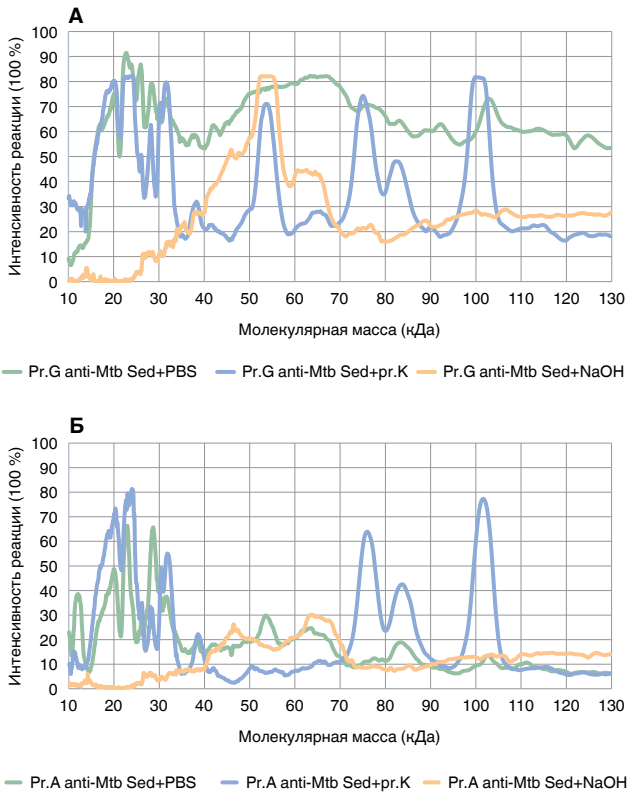 А
Интенсивность реакции (100 %)
100
90
80
70
60
50
40
30
20
10
0
10 20 30 40 50 60 70 80 90 100 110 120 130
Молекулярная масса (кДа)
Pr.G anti-Mtb Sed+PBS Pr.G anti-Mtb Sed+pr.K Pr.G anti-Mtb Sed+NaOH
Б
Интенсивность реакции (100 %)
100
90
80
70
60
50
40
30
20
10
0
10 20 30 40 50 60 70 80 90 100 110 120 130
Молекулярная масса (кДа)
Pr.A anti-Mtb Sed+PBS Pr.A anti-Mtb Sed+pr.K Pr.A anti-Mtb Sed+NaOH